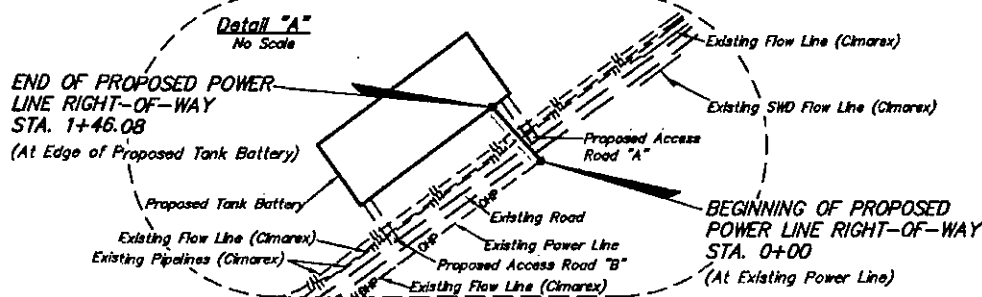 Detail "A"
No Scale
END OF PROPOSED POWER
LINE RIGHT-OF-WAY
STA. 1+46.08
(At Edge of Proposed Tank Battery)
Existing Flow Line (Cimarex)
Existing SWD Flow Line (Cimarex)
Proposed Access
Road "A"
Proposed Tank Battery
Existing Road
BEGINNING OF PROPOSED
POWER LINE RIGHT-OF-WAY
STA. 0+00
(At Existing Power Line)
Existing Flow Line (Cimarex)
Existing Power Line
Existing Pipelines (Cimarex)
Proposed Access Road "B"
Existing Flow Line (Cimarex)
OHP
OHP
OHP
OHP